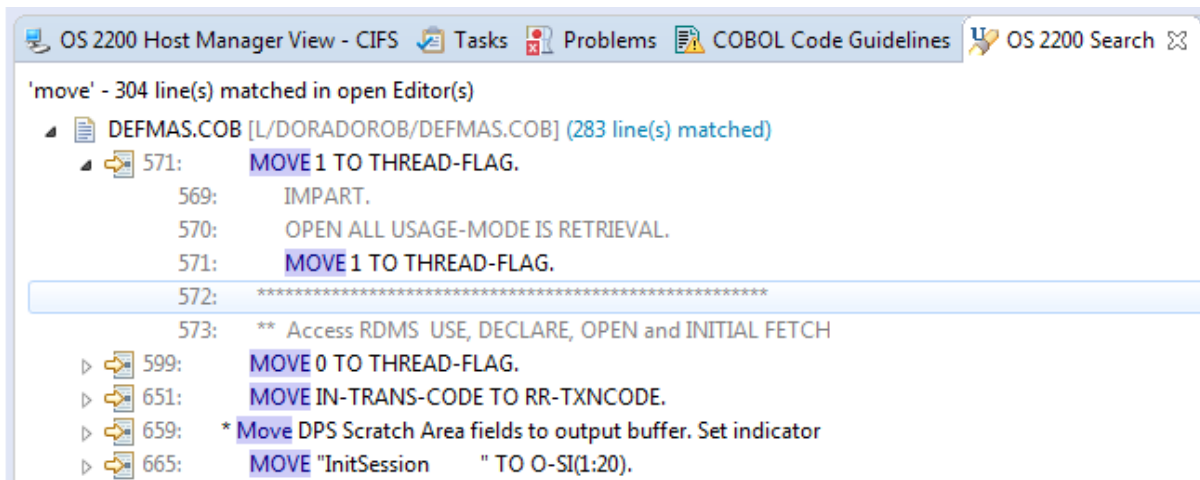 OS 2200 Host Manager View - CIFS Tasks Problems COBOL Code Guidelines OS 2200 Search
'move' - 304 line(s) matched in open Editor(s)
DEFMAS.COB [L/DORADOROB/DEFMAS.COB] (283 line(s) matched)
571: MOVE 1 TO THREAD-FLAG.
569: IMPART.
570: OPEN ALL USAGE-MODE IS RETRIEVAL.
571: MOVE 1 TO THREAD-FLAG.
572: *******************************************************
573: ** Access RDMS USE, DECLARE, OPEN and INITIAL FETCH
599: MOVE 0 TO THREAD-FLAG.
651: MOVE IN-TRANS-CODE TO RR-TXNCODE.
659: * Move DPS Scratch Area fields to output buffer. Set indicator
665: MOVE "InitSession        " TO O-SI(1:20).